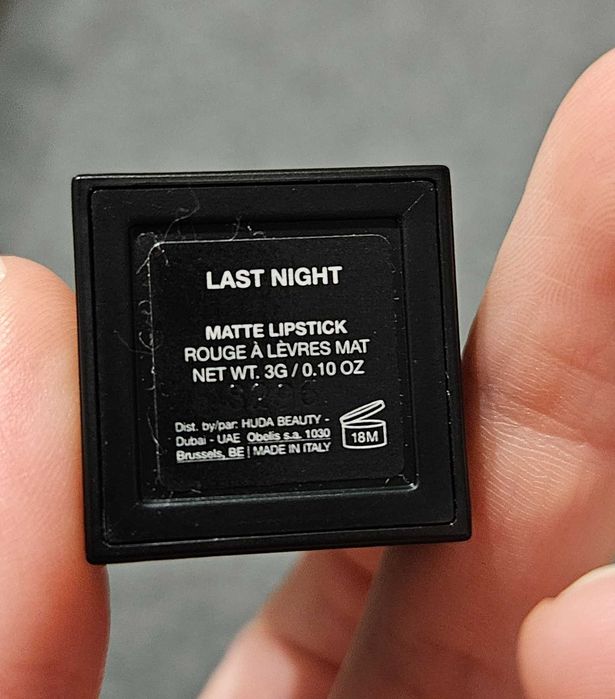 LAST NIGHT
MATTE LIPSTICK
ROUGE À LÈVRES MAT
NET WT. 3G / 0.10 OZ
Dist. by/par: HUDA BEAUTY -
Dubai - UAE Obelis s.a. 1030
Brussels, BE | MADE IN ITALY
18M